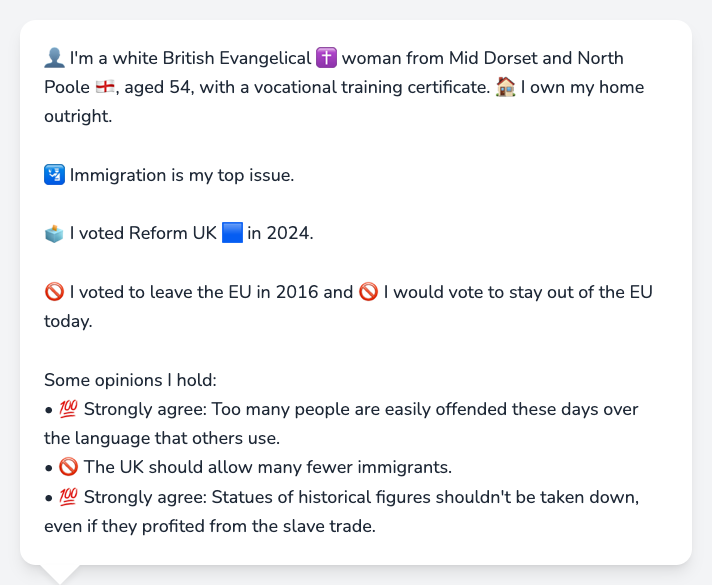 👤 I'm a white British Evangelical ✝️ woman from Mid Dorset and North
Poole 🏴󠁧󠁢󠁥󠁮󠁧󠁿, aged 54, with a vocational training certificate. 🏠 I own my home
outright.
🛂 Immigration is my top issue.
🗳️ I voted Reform UK 🟦 in 2024.
🚫 I voted to leave the EU in 2016 and 🚫 I would vote to stay out of the EU
today.
Some opinions I hold:
• 💯 Strongly agree: Too many people are easily offended these days over
the language that others use.
• 🚫 The UK should allow many fewer immigrants.
• 💯 Strongly agree: Statues of historical figures shouldn't be taken down,
even if they profited from the slave trade.